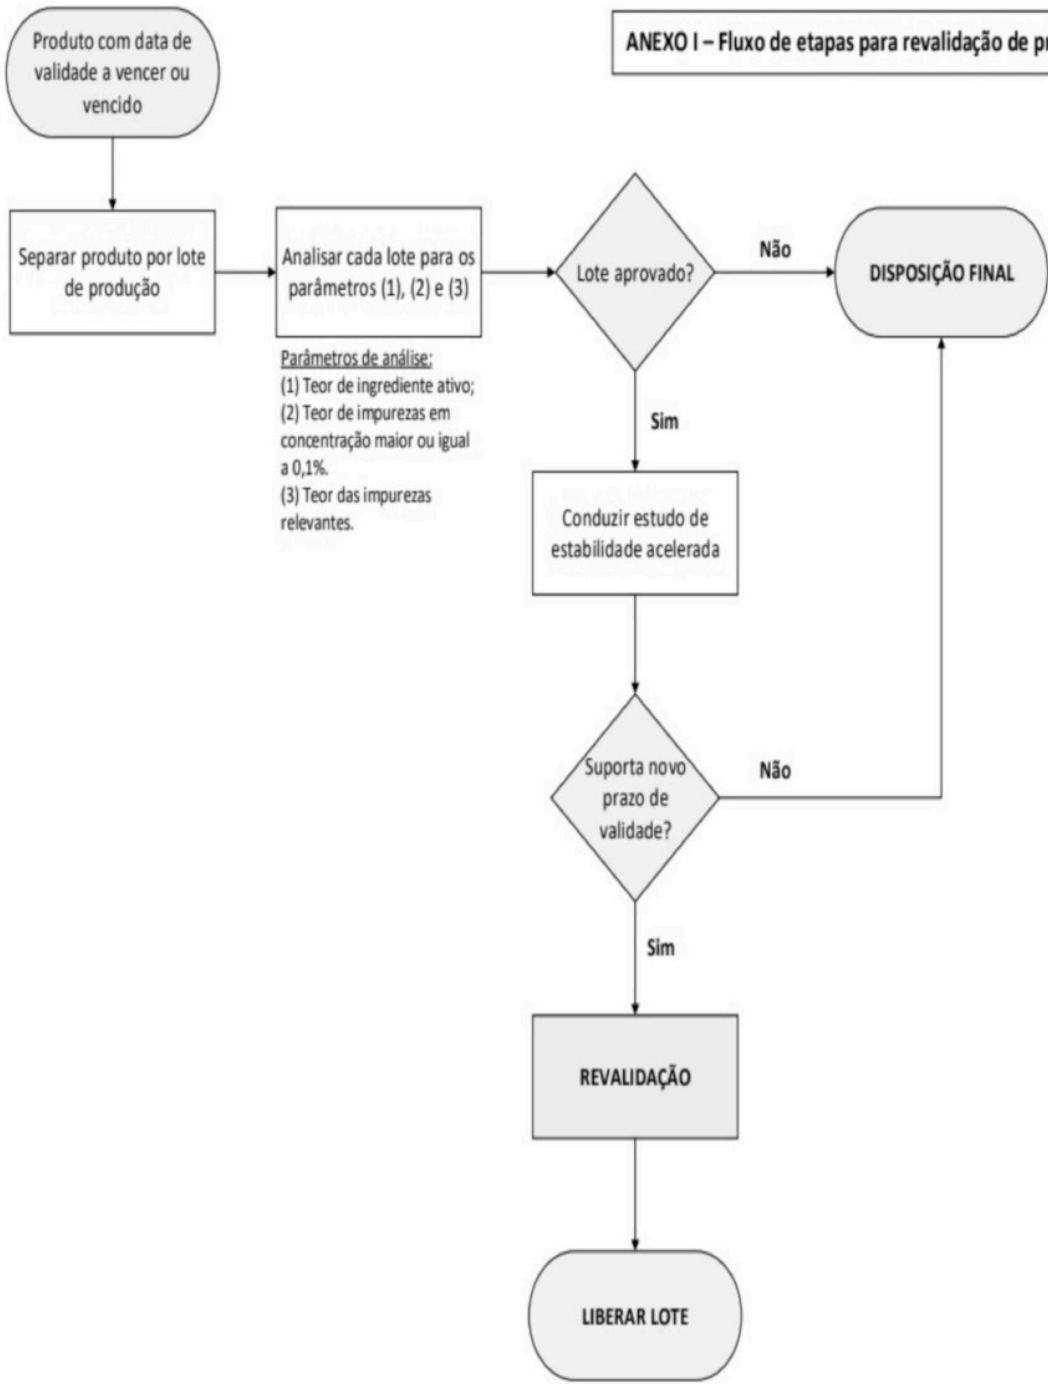 Produto com data de
validade a vencer ou
vencido
ANEXO I – Fluxo de etapas para revalidação de
Separar produto por lote
de produção
Analisar cada lote para os
parâmetros (1), (2) e (3)
Parâmetros de análise:
(1) Teor de ingrediente ativo;
(2) Teor de impurezas em
concentração maior ou igual
a 0,1%.
(3) Teor das impurezas
relevantes.
Lote aprovado?
Não
DISPOSIÇÃO FINAL
Sim
Conduzir estudo de
estabilidade acelerada
Suporta novo
prazo de
validade?
Não
Sim
REVALIDAÇÃO
LIBERAR LOTE